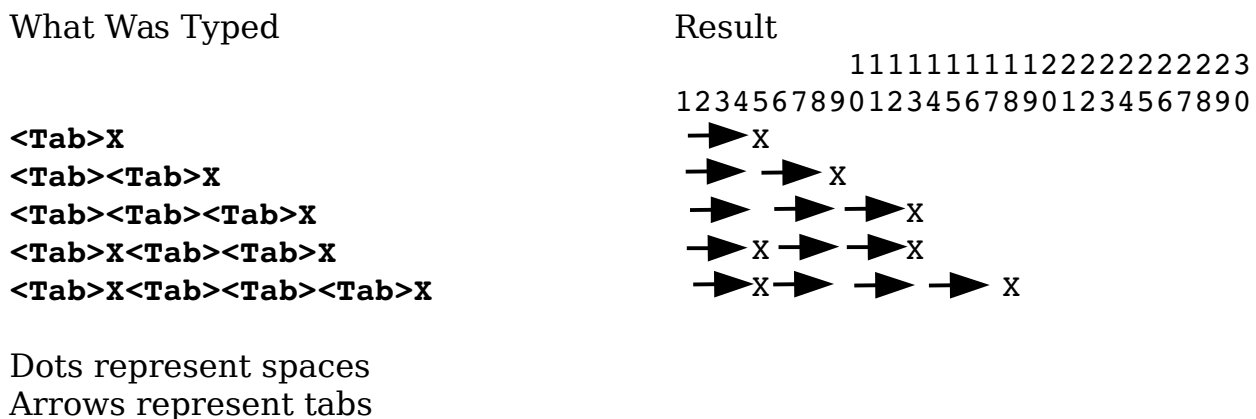 What Was Typed Result
111111111122222222223
123456789012345678901234567890
<Tab>X X
<Tab><Tab>X X
<Tab><Tab><Tab>X X
<Tab>X<Tab><Tab>X X X
<Tab>X<Tab><Tab><Tab>X X X
Dots represent spaces
Arrows represent tabs